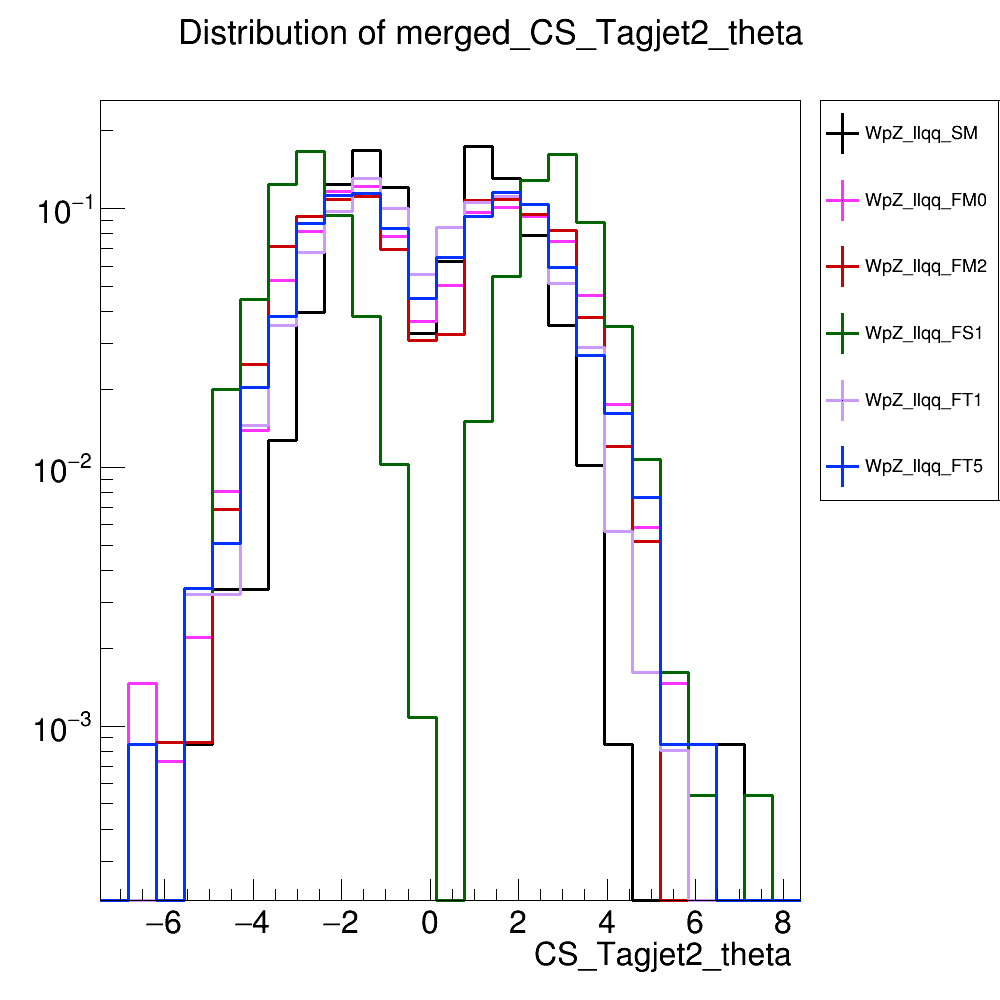 Distribution of merged_CS_Tagjet2_theta
WpZ_llqq_SM
WpZ_llqq_FM0
WpZ_llqq_FM2
WpZ_llqq_FS1
WpZ_llqq_FT1
WpZ_llqq_FT5
10⁻¹
10⁻²
10⁻³
−6 −4 −2 0 2 4 6 8
CS_Tagjet2_theta